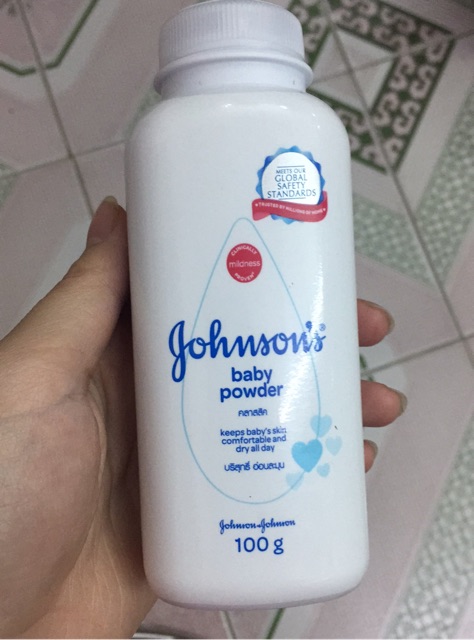 MEETS OUR
GLOBAL
SAFETY
STANDARDS
TRUSTED BY MILLIONS OF MOMS
CLINICALLY
mildness
PROVEN
Johnson's®
baby
powder
คลาสสิค
keeps baby's skin
comfortable and
dry all day
บริสุทธิ์ อ่อนละมุน
Johnson & Johnson
100 g